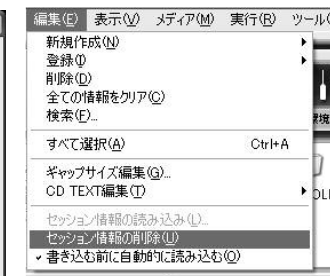 編集(E) 表示(V) メディア(M) 実行(R) ツール(
新規作成(N)
登録(I)
削除(D)
全ての情報をクリア(C)
検索(F)...
すべて選択(A) Ctrl+A
ギャップサイズ編集(G)...
CD TEXT編集(T)
セッション情報の読み込み(L)...
セッション情報の削除(U)
書き込む前に自動的に読み込む(O)